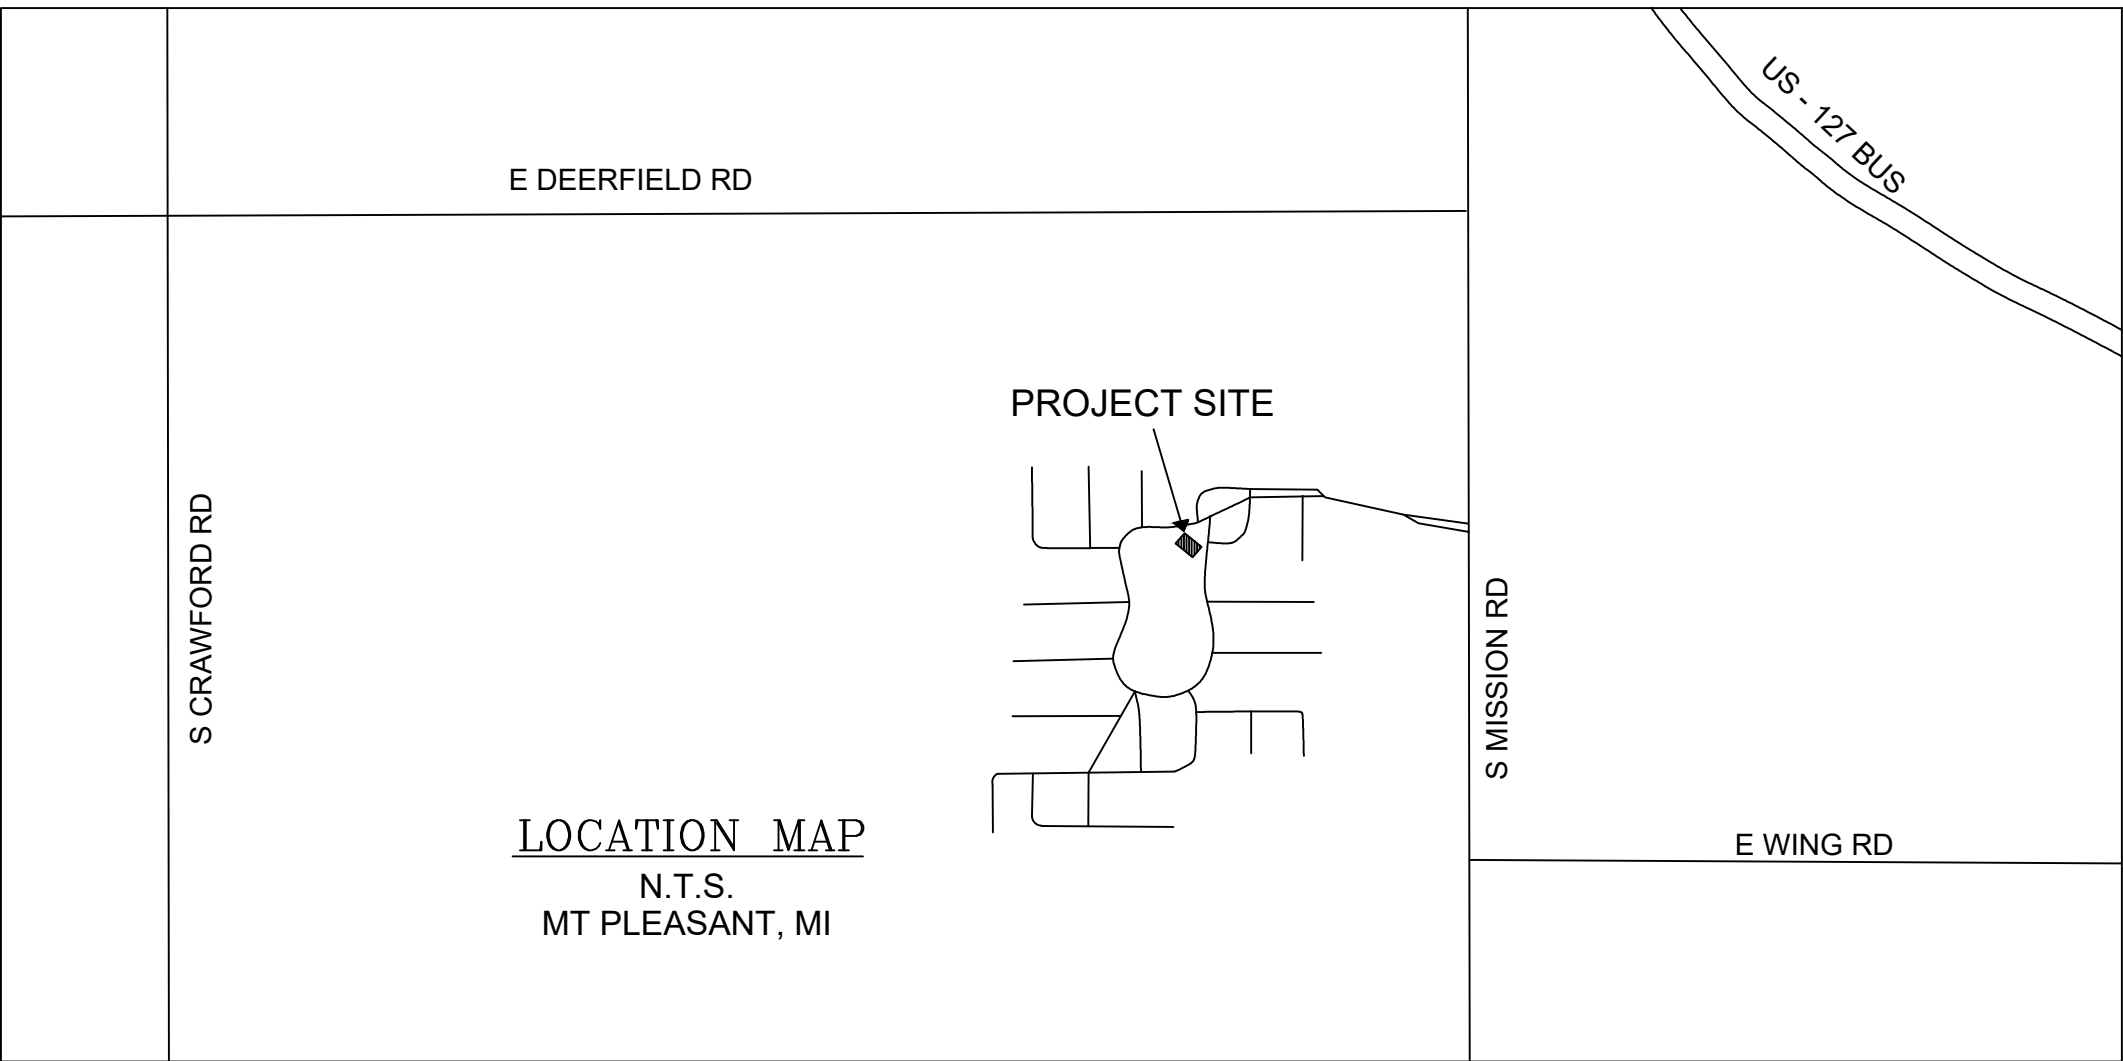 US - 127 BUS
E DEERFIELD RD
PROJECT SITE
S CRAWFORD RD
S MISSION RD
LOCATION MAP
N.T.S.
MT PLEASANT, MI
E WING RD